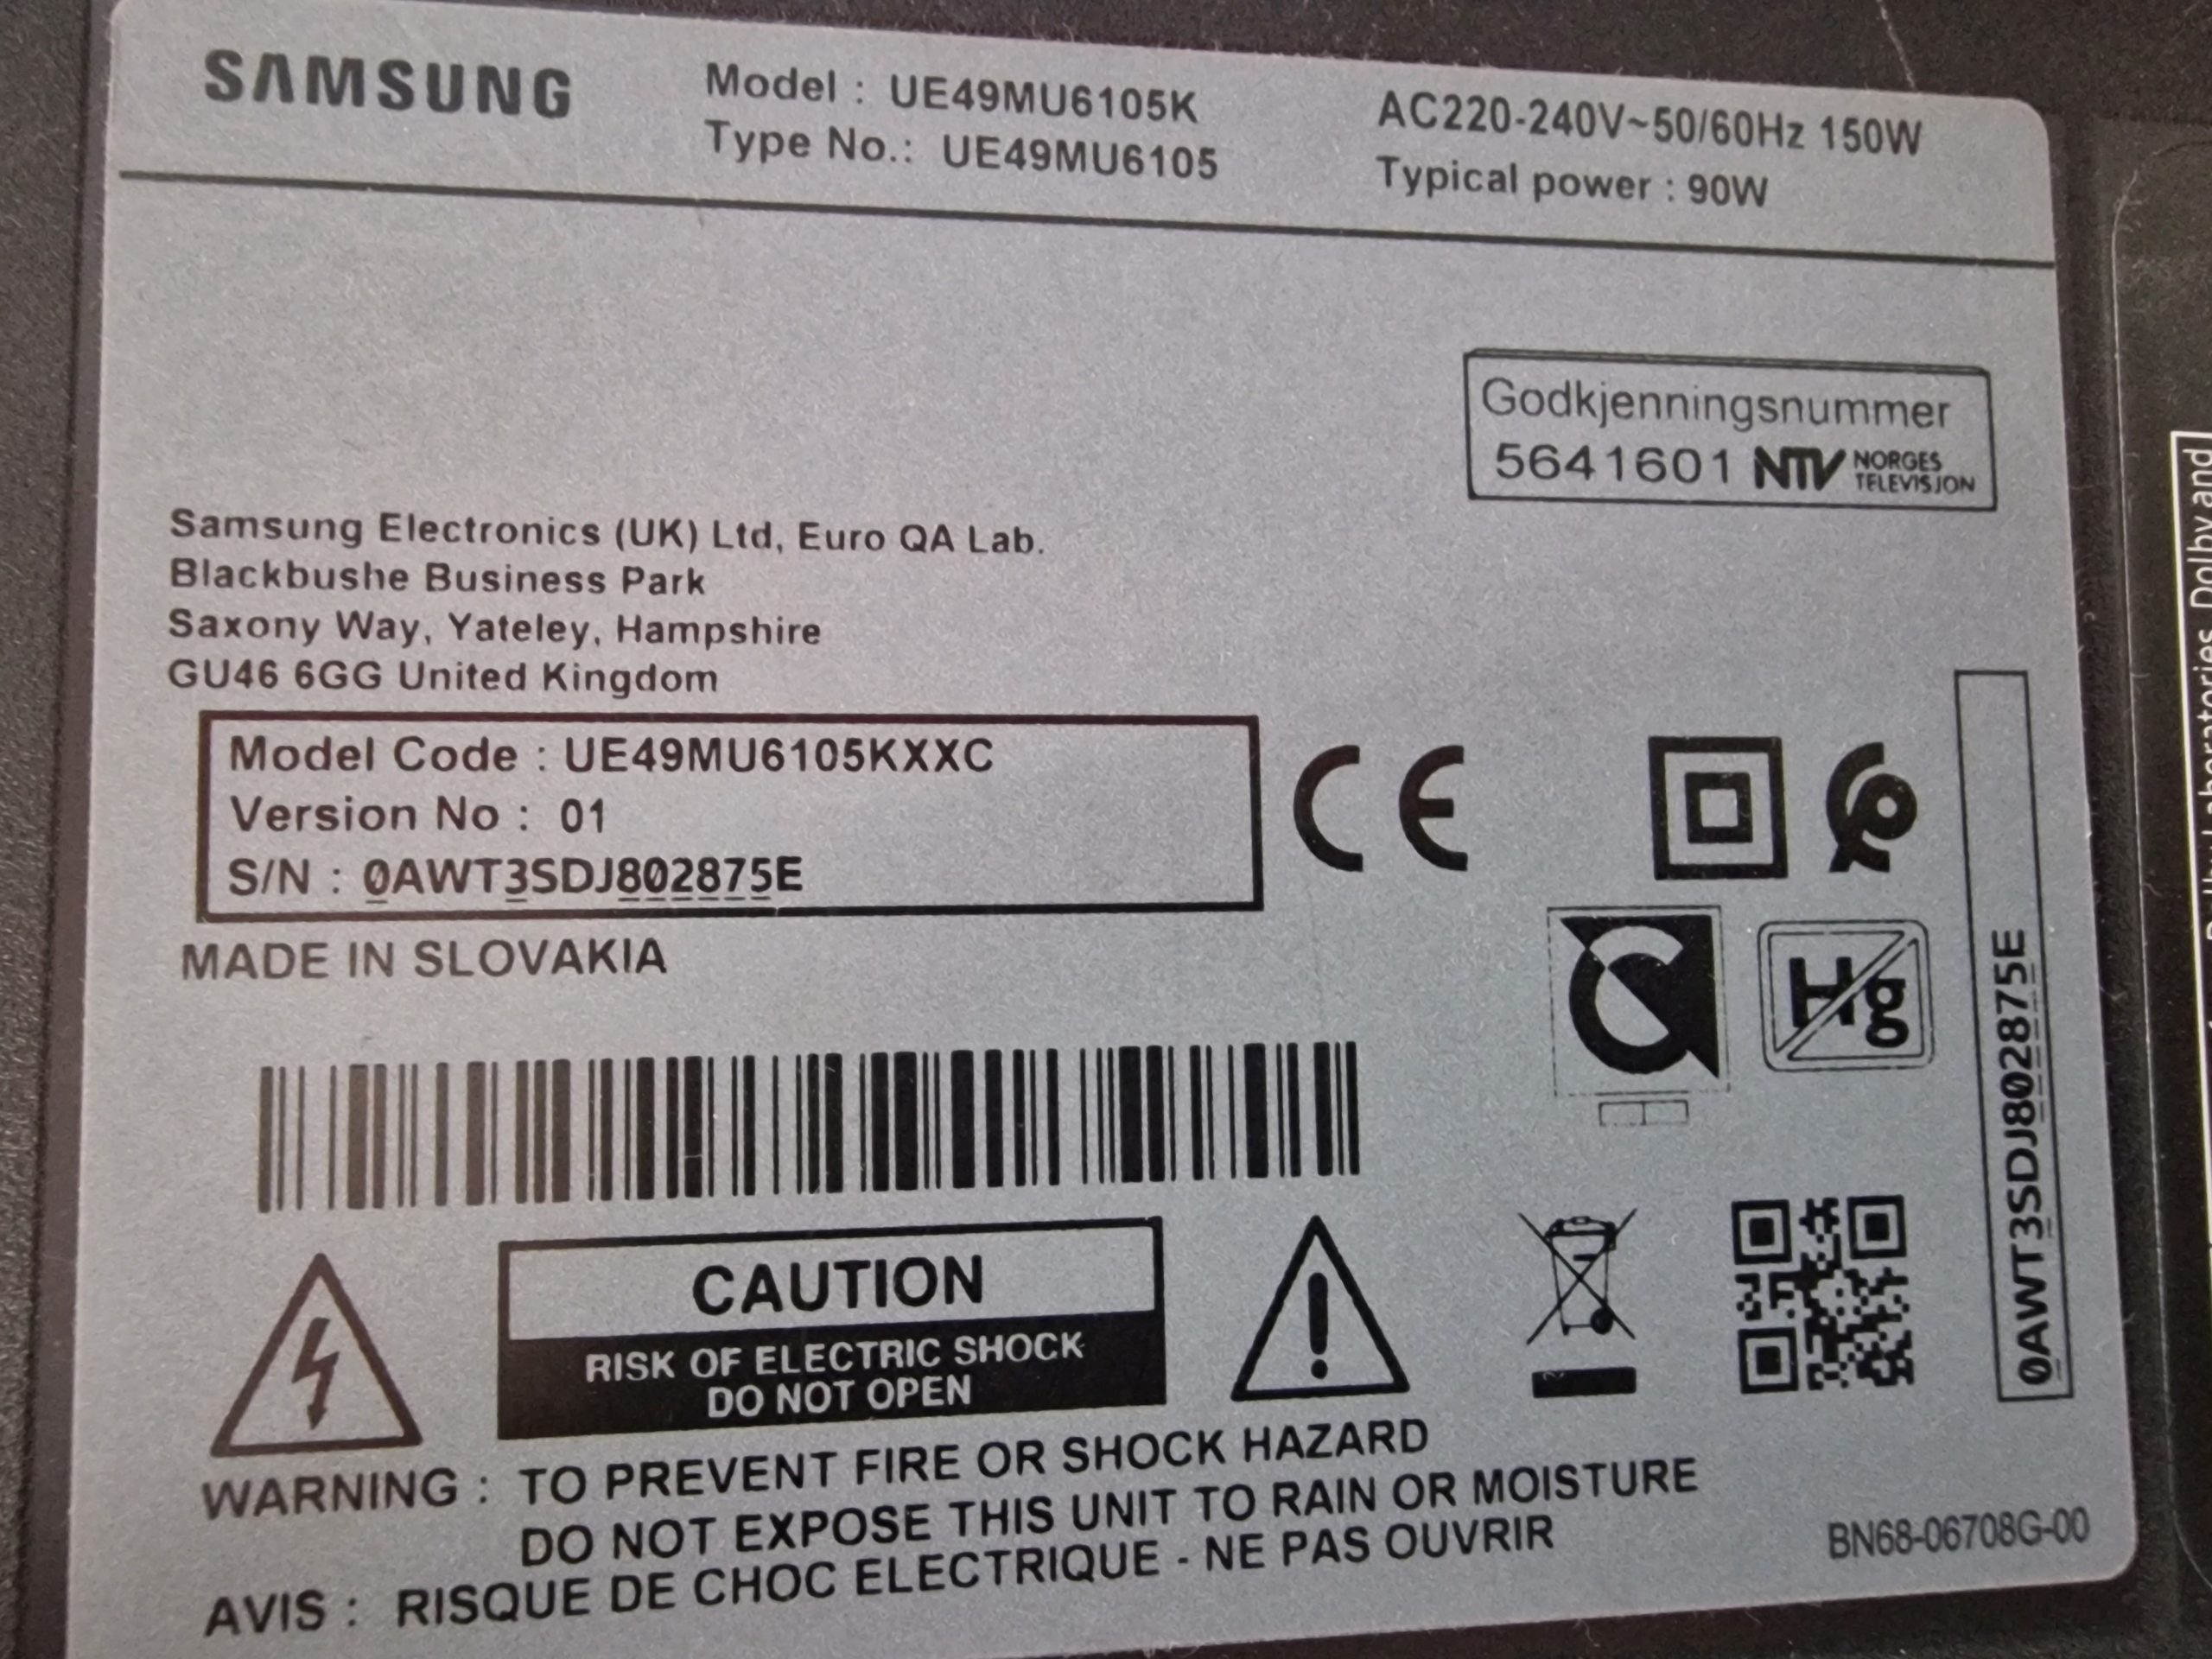 SAMSUNG
Model : UE49MU6105K
Type No.: UE49MU6105
AC220-240V~50/60Hz 150W
Typical power : 90W
Godkjenningsnummer
5641601 NTV NORGES TELEVISJON
Samsung Electronics (UK) Ltd, Euro QA Lab.
Blackbushe Business Park
Saxony Way, Yateley, Hampshire
GU46 6GG United Kingdom
Model Code : UE49MU6105KXXC
Version No : 01
S/N : 0AWT3SDJ802875E
CE
MADE IN SLOVAKIA
Hg
0AWT3SDJ802875E
CAUTION
RISK OF ELECTRIC SHOCK
DO NOT OPEN
WARNING : TO PREVENT FIRE OR SHOCK HAZARD
DO NOT EXPOSE THIS UNIT TO RAIN OR MOISTURE
AVIS : RISQUE DE CHOC ELECTRIQUE - NE PAS OUVRIR
BN68-06708G-00
Laboratories. Dolby and